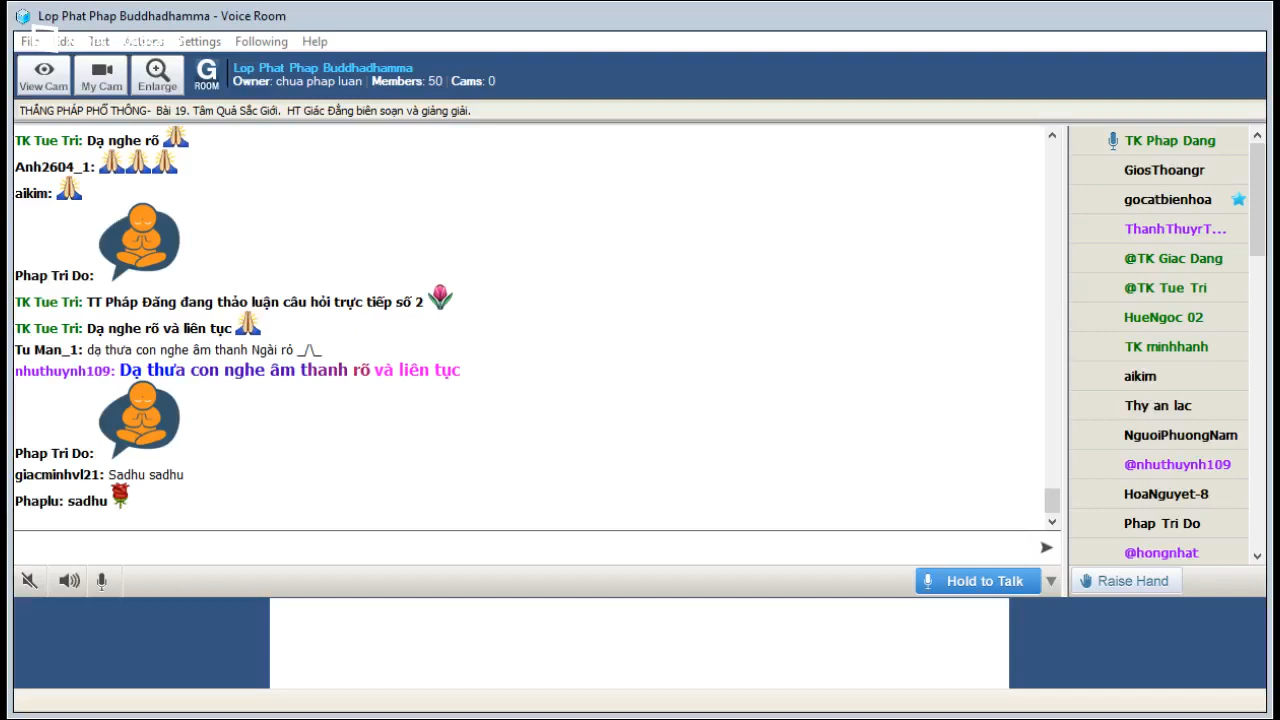 Lop Phat Phap Buddhadhamma - Voice Room
Settings Following Help
View Cam My Cam Enlarge G ROOM
Lop Phat Phap Buddhadhamma
Owner: chua phap luan Members: 50 Cams: 0
THẮNG PHÁP PHỔ THÔNG- Bài 19. Tâm Quả Sắc Giới. HT Giác Đẳng biên soạn và giảng giải.
TK Tue Tri: Dạ nghe rõ
Anh2604_1:
aikim:
Phap Tri Do:
TK Tue Tri: TT Pháp Đăng đang thảo luận câu hỏi trực tiếp số 2
TK Tue Tri: Dạ nghe rõ và liên tục
Tu Man_1: dạ thưa con nghe âm thanh Ngài rỏ _/\_
nhuthuynh109: Dạ thưa con nghe âm thanh rõ và liên tục
Phap Tri Do:
giacminhvl21: Sadhu sadhu
Phaplu: sadhu
TK Phap Dang
GiosThoangr
gocatbienhoa
ThanhThuyrT...
@TK Giac Dang
@TK Tue Tri
HueNgoc 02
TK minhhanh
aikim
Thy an lac
NguoiPhuongNam
@nhuthuynh109
HoaNguyet-8
Phap Tri Do
@hongnhat
Hold to Talk
Raise Hand